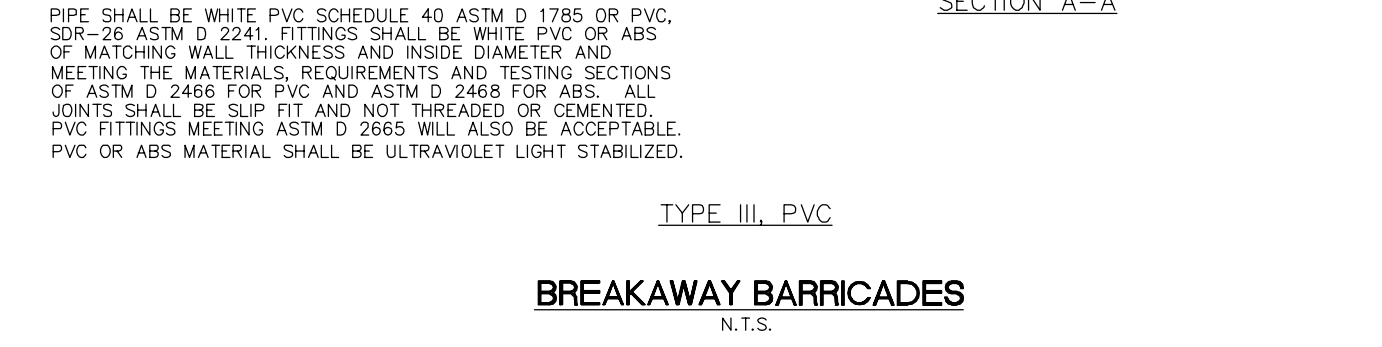 SECTION A-A
PIPE SHALL BE WHITE PVC SCHEDULE 40 ASTM D 1785 OR PVC,
SDR-26 ASTM D 2241. FITTINGS SHALL BE WHITE PVC OR ABS
OF MATCHING WALL THICKNESS AND INSIDE DIAMETER AND
MEETING THE MATERIALS, REQUIREMENTS AND TESTING SECTIONS
OF ASTM D 2466 FOR PVC AND ASTM D 2468 FOR ABS. ALL
JOINTS SHALL BE SLIP FIT AND NOT THREADED OR CEMENTED.
PVC FITTINGS MEETING ASTM D 2665 WILL ALSO BE ACCEPTABLE.
PVC OR ABS MATERIAL SHALL BE ULTRAVIOLET LIGHT STABILIZED.
TYPE III, PVC
BREAKAWAY BARRICADES
N.T.S.